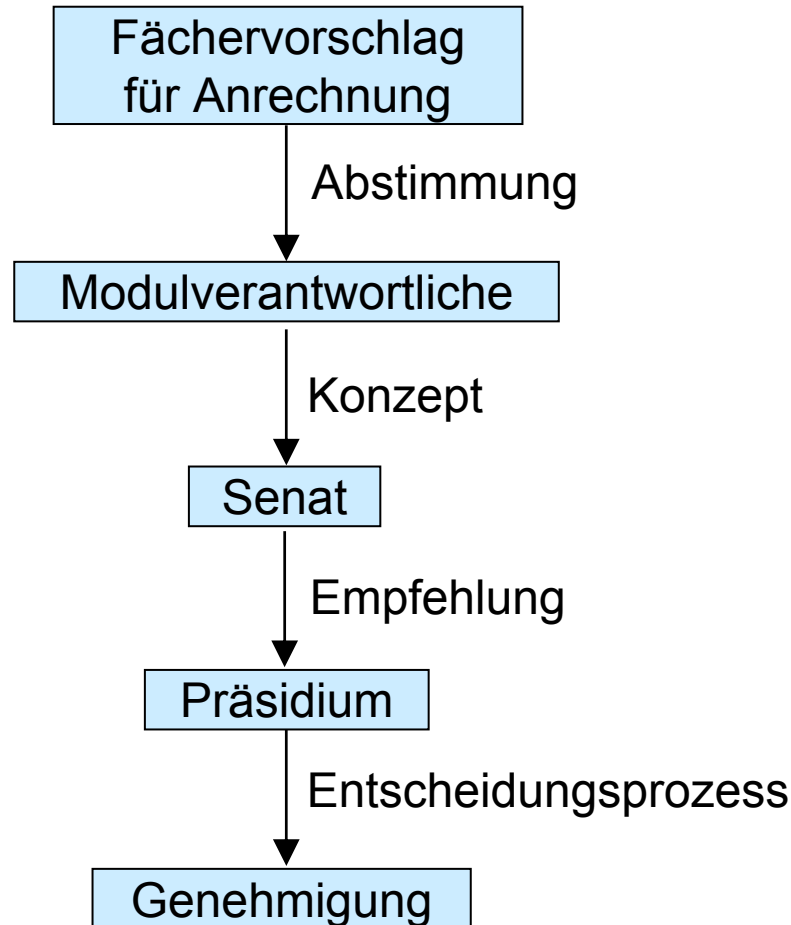 Fächervorschlag
für Anrechnung
Abstimmung
Modulverantwortliche
Konzept
Senat
Empfehlung
Präsidium
Entscheidungsprozess
Genehmigung